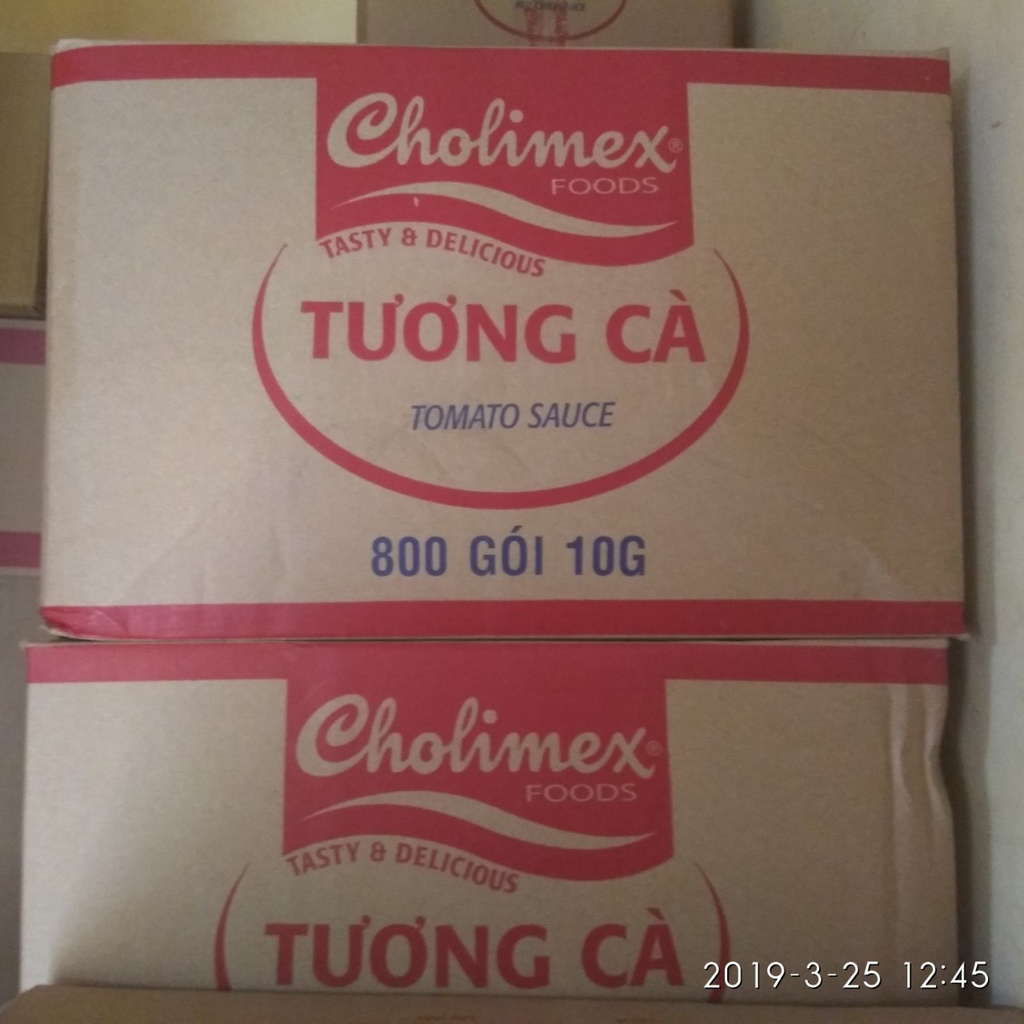 Cholimex®
FOODS
TASTY & DELICIOUS
TƯƠNG CÀ
TOMATO SAUCE
800 GÓI 10G
Cholimex®
FOODS
TASTY & DELICIOUS
TƯƠNG CÀ
2019-3-25 12:45